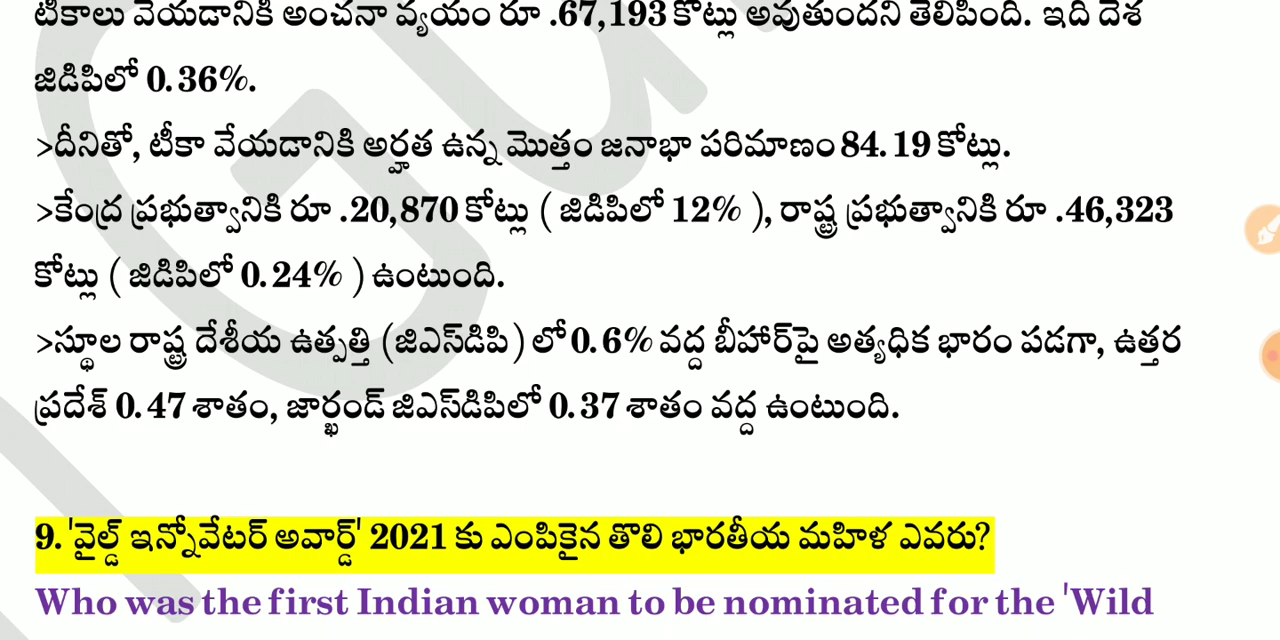 టీకాలు వేయడానికి అంచనా వ్యయం రూ .67,193 కోట్లు అవుతుందని తెలిపింది. ఇది దేశ
జిడిపిలో 0.36%.
>దీనితో, టీకా వేయడానికి అర్హత ఉన్న మొత్తం జనాభా పరిమాణం 84.19 కోట్లు.
>కేంద్ర ప్రభుత్వానికి రూ .20,870 కోట్లు ( జిడిపిలో 12% ), రాష్ట్ర ప్రభుత్వానికి రూ .46,323
కోట్లు ( జిడిపిలో 0.24% ) ఉంటుంది.
>స్థూల రాష్ట్ర దేశీయ ఉత్పత్తి (జిఎస్‌డిపి) లో 0.6% వద్ద బీహార్‌పై అత్యధిక భారం పడగా, ఉత్తర
ప్రదేశ్ 0.47 శాతం, జార్ఖండ్ జిఎస్‌డిపిలో 0.37 శాతం వద్ద ఉంటుంది.
9. 'వైల్డ్ ఇన్నోవేటర్ అవార్డ్' 2021 కు ఎంపికైన తొలి భారతీయ మహిళ ఎవరు?
Who was the first Indian woman to be nominated for the 'Wild